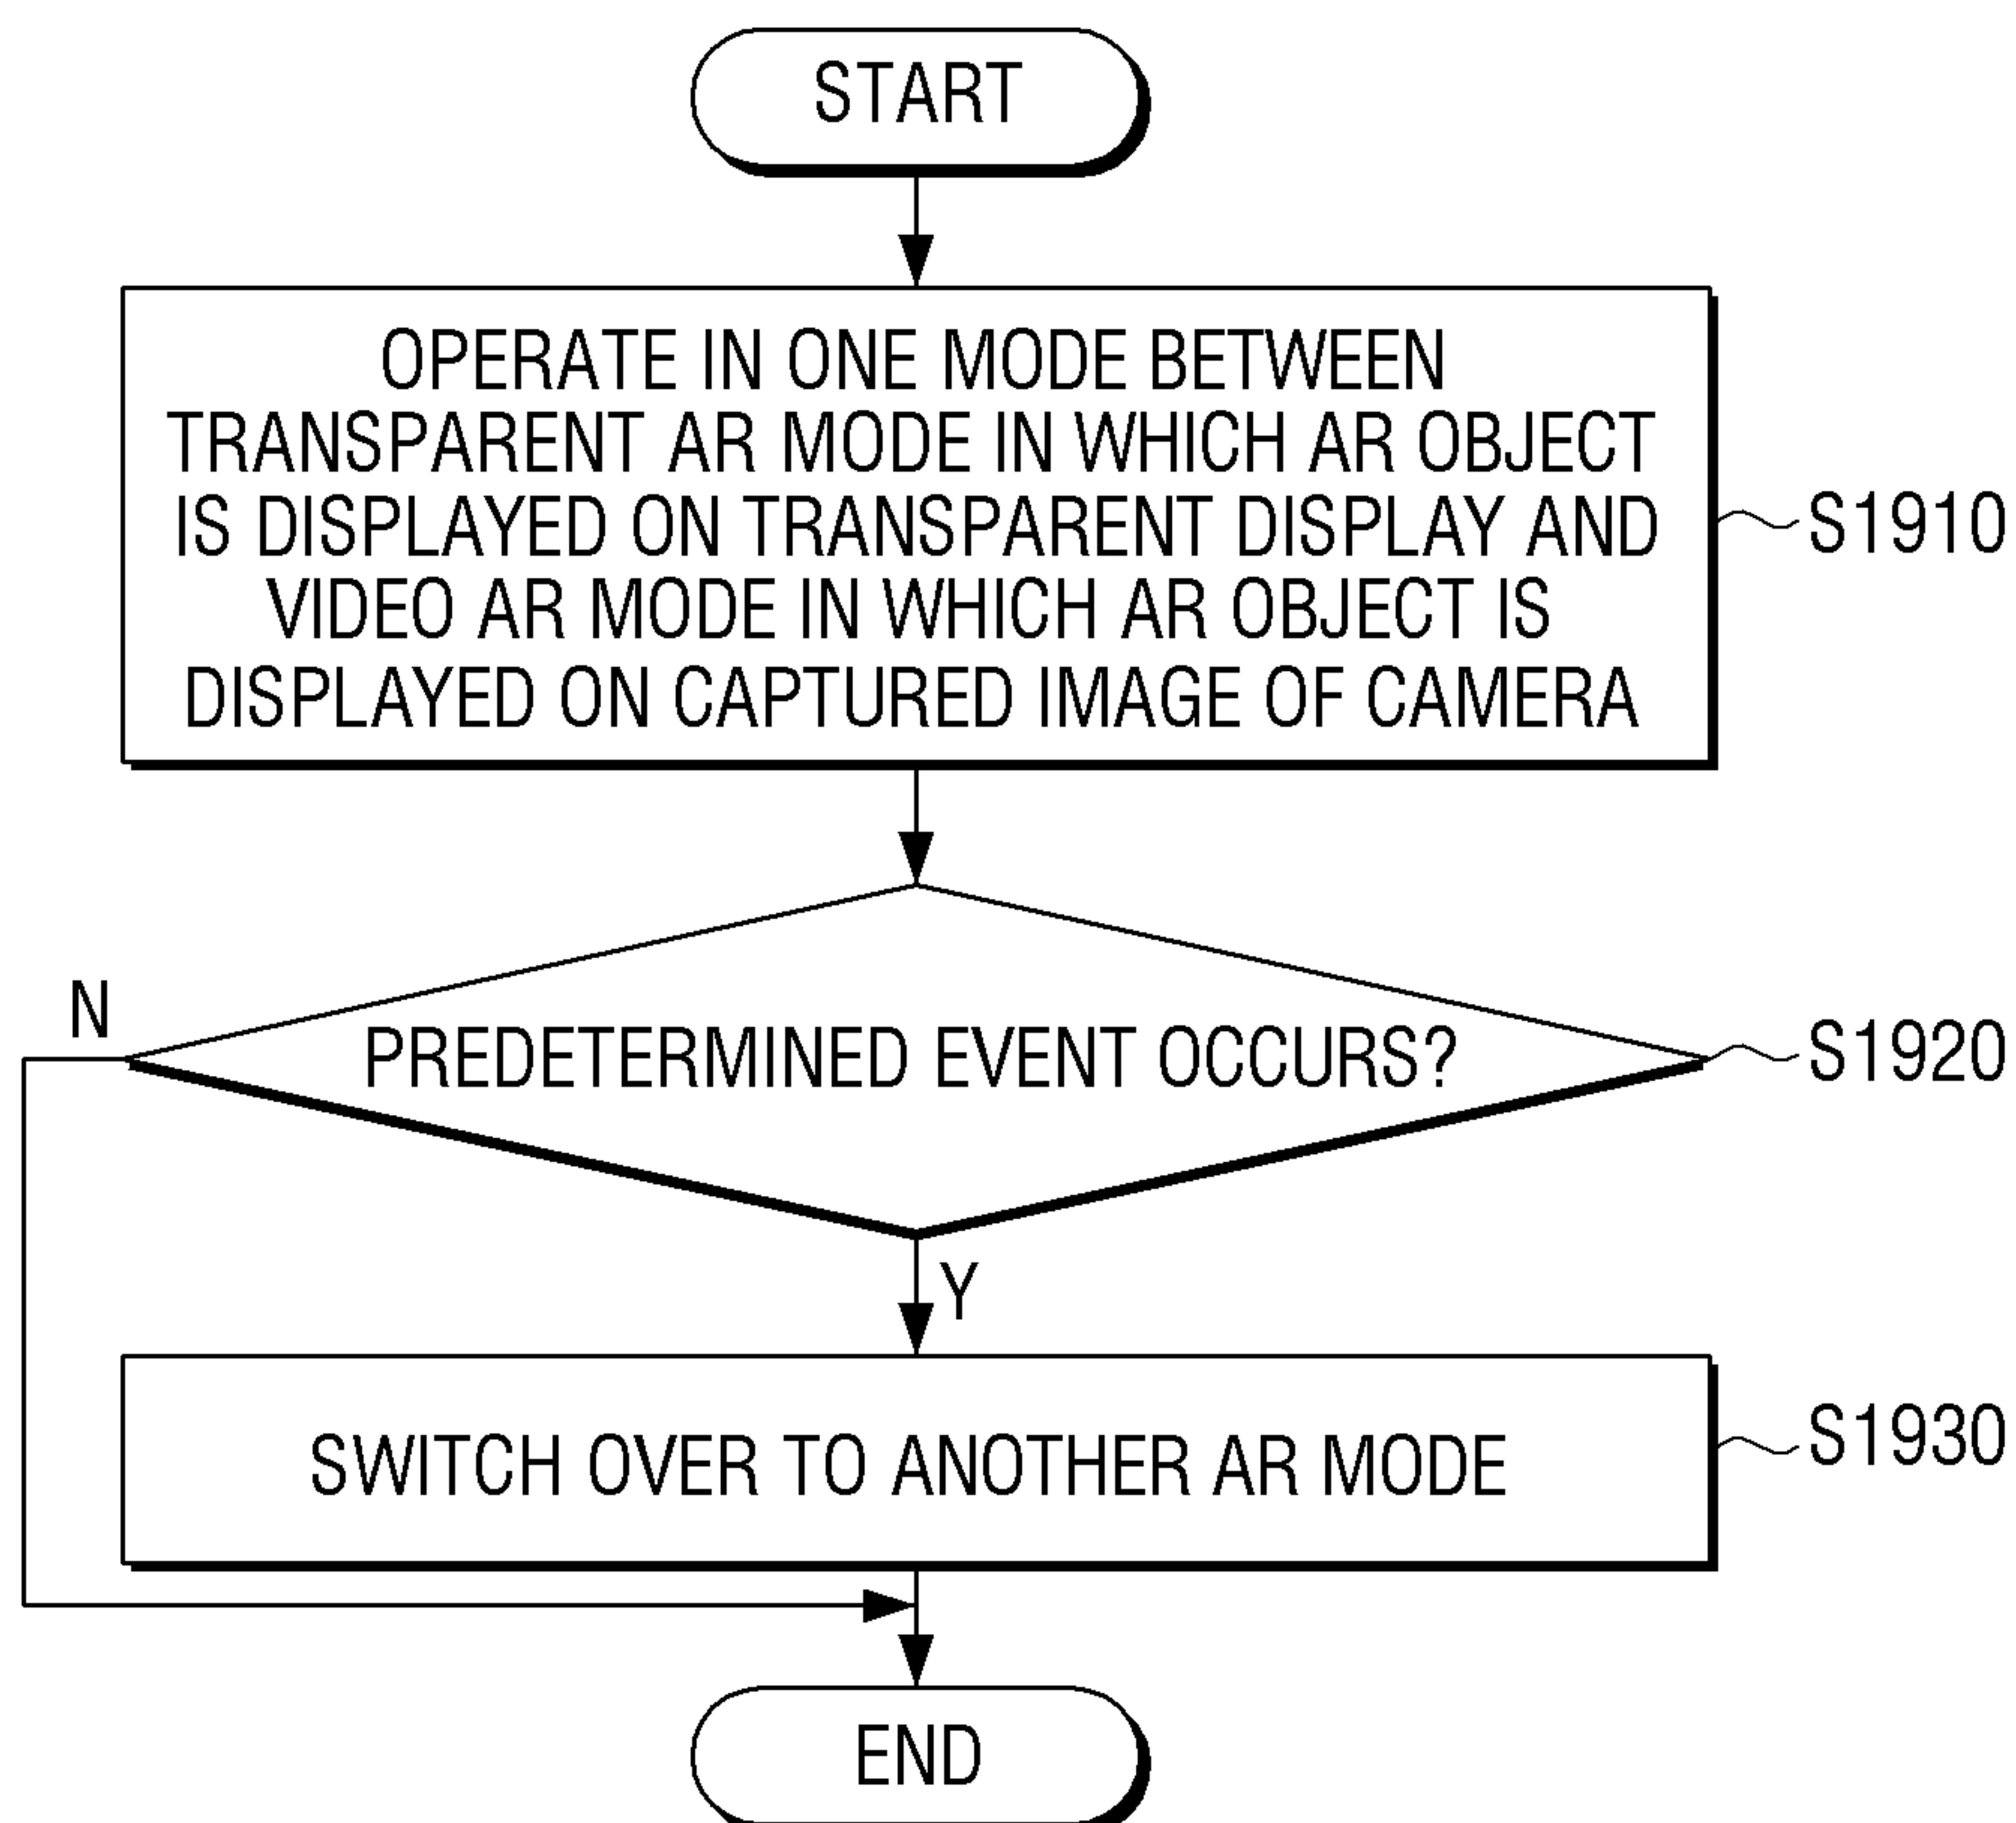 START
OPERATE IN ONE MODE BETWEEN
TRANSPARENT AR MODE IN WHICH AR OBJECT
IS DISPLAYED ON TRANSPARENT DISPLAY AND
VIDEO AR MODE IN WHICH AR OBJECT IS
DISPLAYED ON CAPTURED IMAGE OF CAMERA
S1910
N
PREDETERMINED EVENT OCCURS?
S1920
Y
SWITCH OVER TO ANOTHER AR MODE
S1930
END